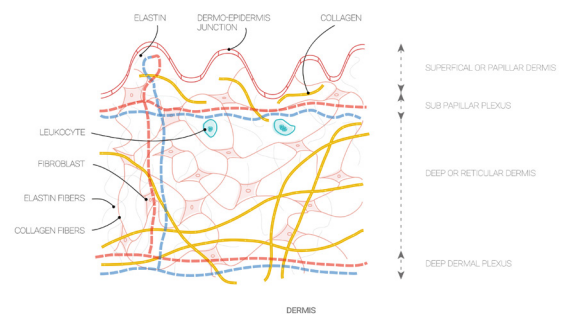 ELASTIN
DERMO-EPIDERMIS
JUNCTION
COLLAGEN
SUPERFICAL OR PAPILLAR DERMIS
SUB PAPILLAR PLEXUS
LEUKOCYTE
FIBROBLAST
DEEP OR RETICULAR DERMIS
ELASTIN FIBERS
COLLAGEN FIBERS
DEEP DERMAL PLEXUS
DERMIS